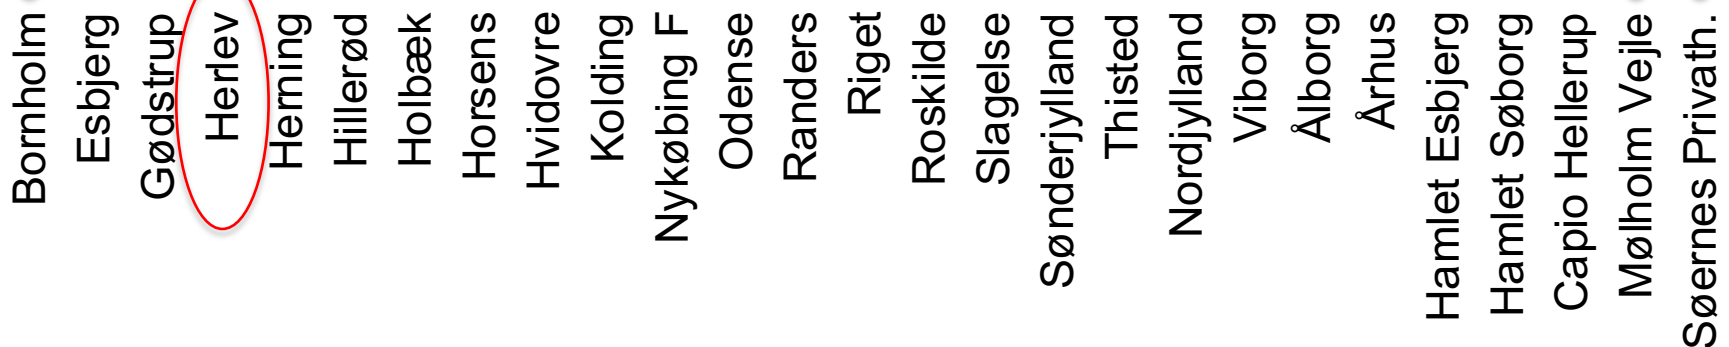 Bornholm
Esbjerg
Gødstrup
Herlev
Herning
Hillerød
Holbæk
Horsens
Hvidovre
Kolding
Nykøbing F
Odense
Randers
Riget
Roskilde
Slagelse
Sønderjylland
Thisted
Nordjylland
Viborg
Ålborg
Århus
Hamlet Esbjerg
Hamlet Søborg
Capio Hellerup
Mølholm Vejle
Søernes Privath.